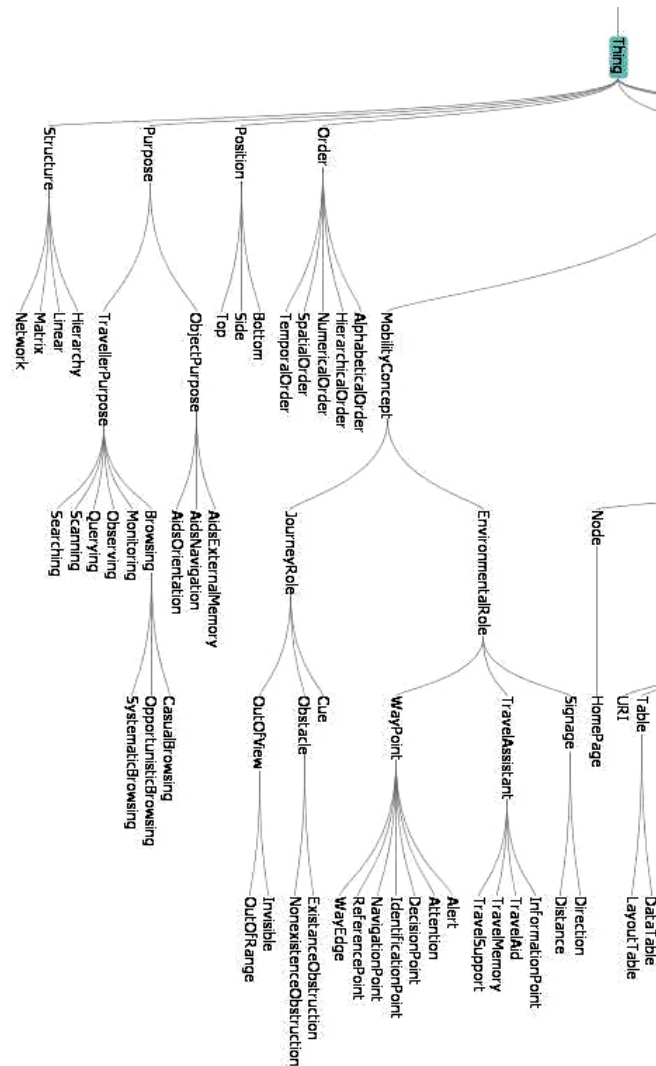 Thing
Order
Position
Purpose
Structure
MobilityConcept
AlphabeticalOrder
HierarchicalOrder
NumericalOrder
SpatialOrder
TemporalOrder
Bottom
Side
Top
ObjectPurpose
TravellerPurpose
Hierarchy
Linear
Matrix
Network
Node
EnvironmentalRole
JourneyRole
AidsExternalMemory
AidsNavigation
AidsOrientation
Browsing
Monitoring
Observing
Querying
Scanning
Searching
Table
URI
HomePage
Signage
TravelAssistant
WayPoint
Cue
Obstacle
OutOfView
CasualBrowsing
OpportunisticBrowsing
SystematicBrowsing
DataTable
LayoutTable
Direction
Distance
InformationPoint
TravelAid
TravelMemory
TravelSupport
Alert
Attention
DecisionPoint
IdentificationPoint
NavigationPoint
ReferencePoint
WayEdge
ExistanceObstruction
NonexistenceObstruction
Invisible
OutOfRange